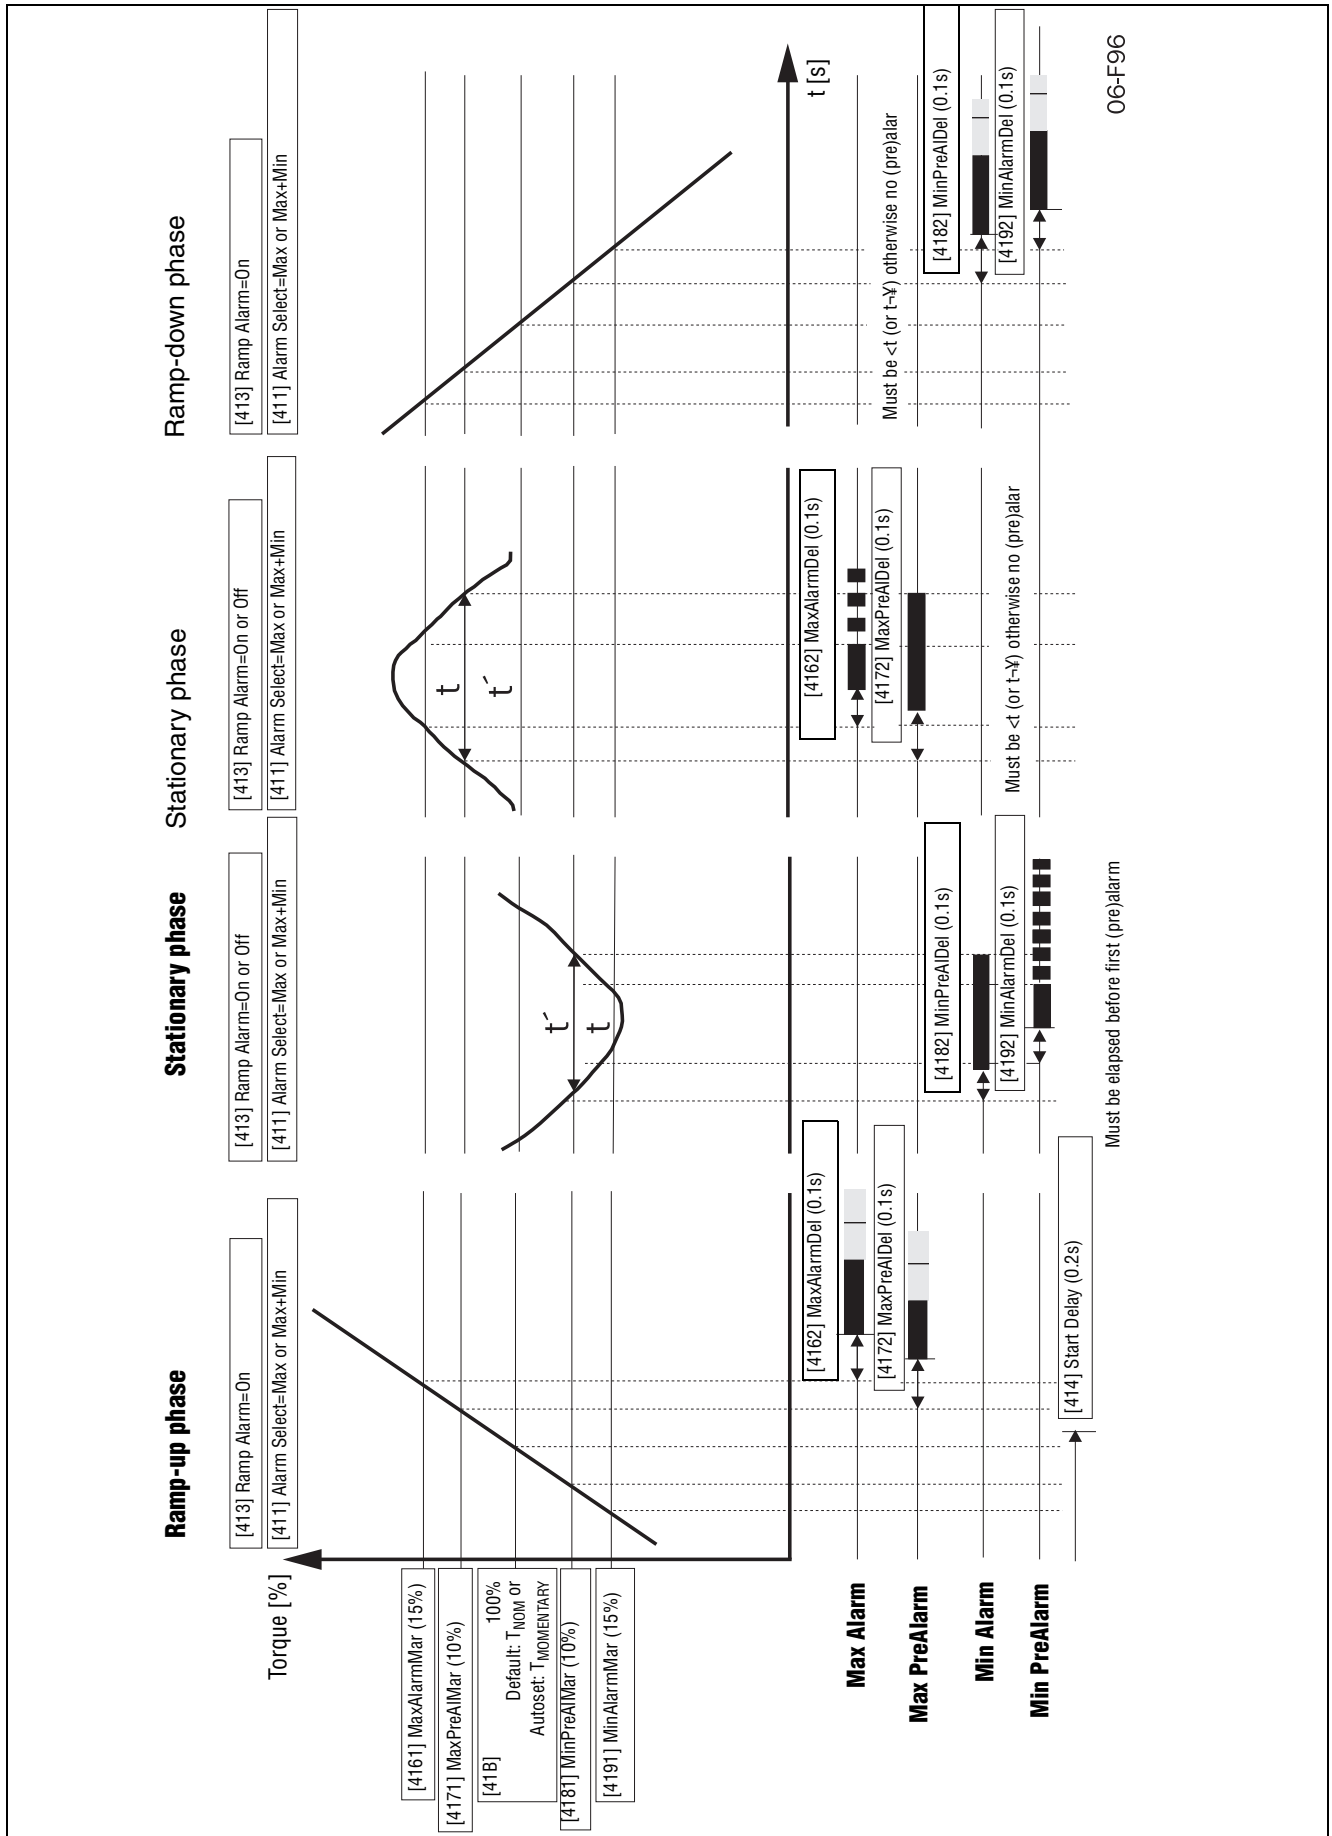 Ramp-up phase
Stationary phase
Stationary phase
Ramp-down phase
[413] Ramp Alarm=On
[411] Alarm Select=Max or Max+Min
[413] Ramp Alarm=On or Off
[411] Alarm Select=Max or Max+Min
[413] Ramp Alarm=On or Off
[411] Alarm Select=Max or Max+Min
[413] Ramp Alarm=On
[411] Alarm Select=Max or Max+Min
Torque [%]
[4161] MaxAlarmMar (15%)
[4171] MaxPreAlMar (10%)
[41B] 100%
Default: TNOM or
Autoset: TMOMENTARY
[4181] MinPreAlMar (10%)
[4191] MinAlarmMar (15%)
t´
t
t
t´
t [s]
Max Alarm
[4162] MaxAlarmDel (0.1s)
[4162] MaxAlarmDel (0.1s)
Must be <t (or t¬¥) otherwise no (pre)alar
Max PreAlarm
[4172] MaxPreAlDel (0.1s)
[4172] MaxPreAlDel (0.1s)
Min Alarm
[4182] MinPreAlDel (0.1s)
[4182] MinPreAlDel (0.1s)
Must be <t (or t¬¥) otherwise no (pre)alar
Min PreAlarm
[4192] MinAlarmDel (0.1s)
[4192] MinAlarmDel (0.1s)
[414] Start Delay (0.2s)
Must be elapsed before first (pre)alarm
06-F96